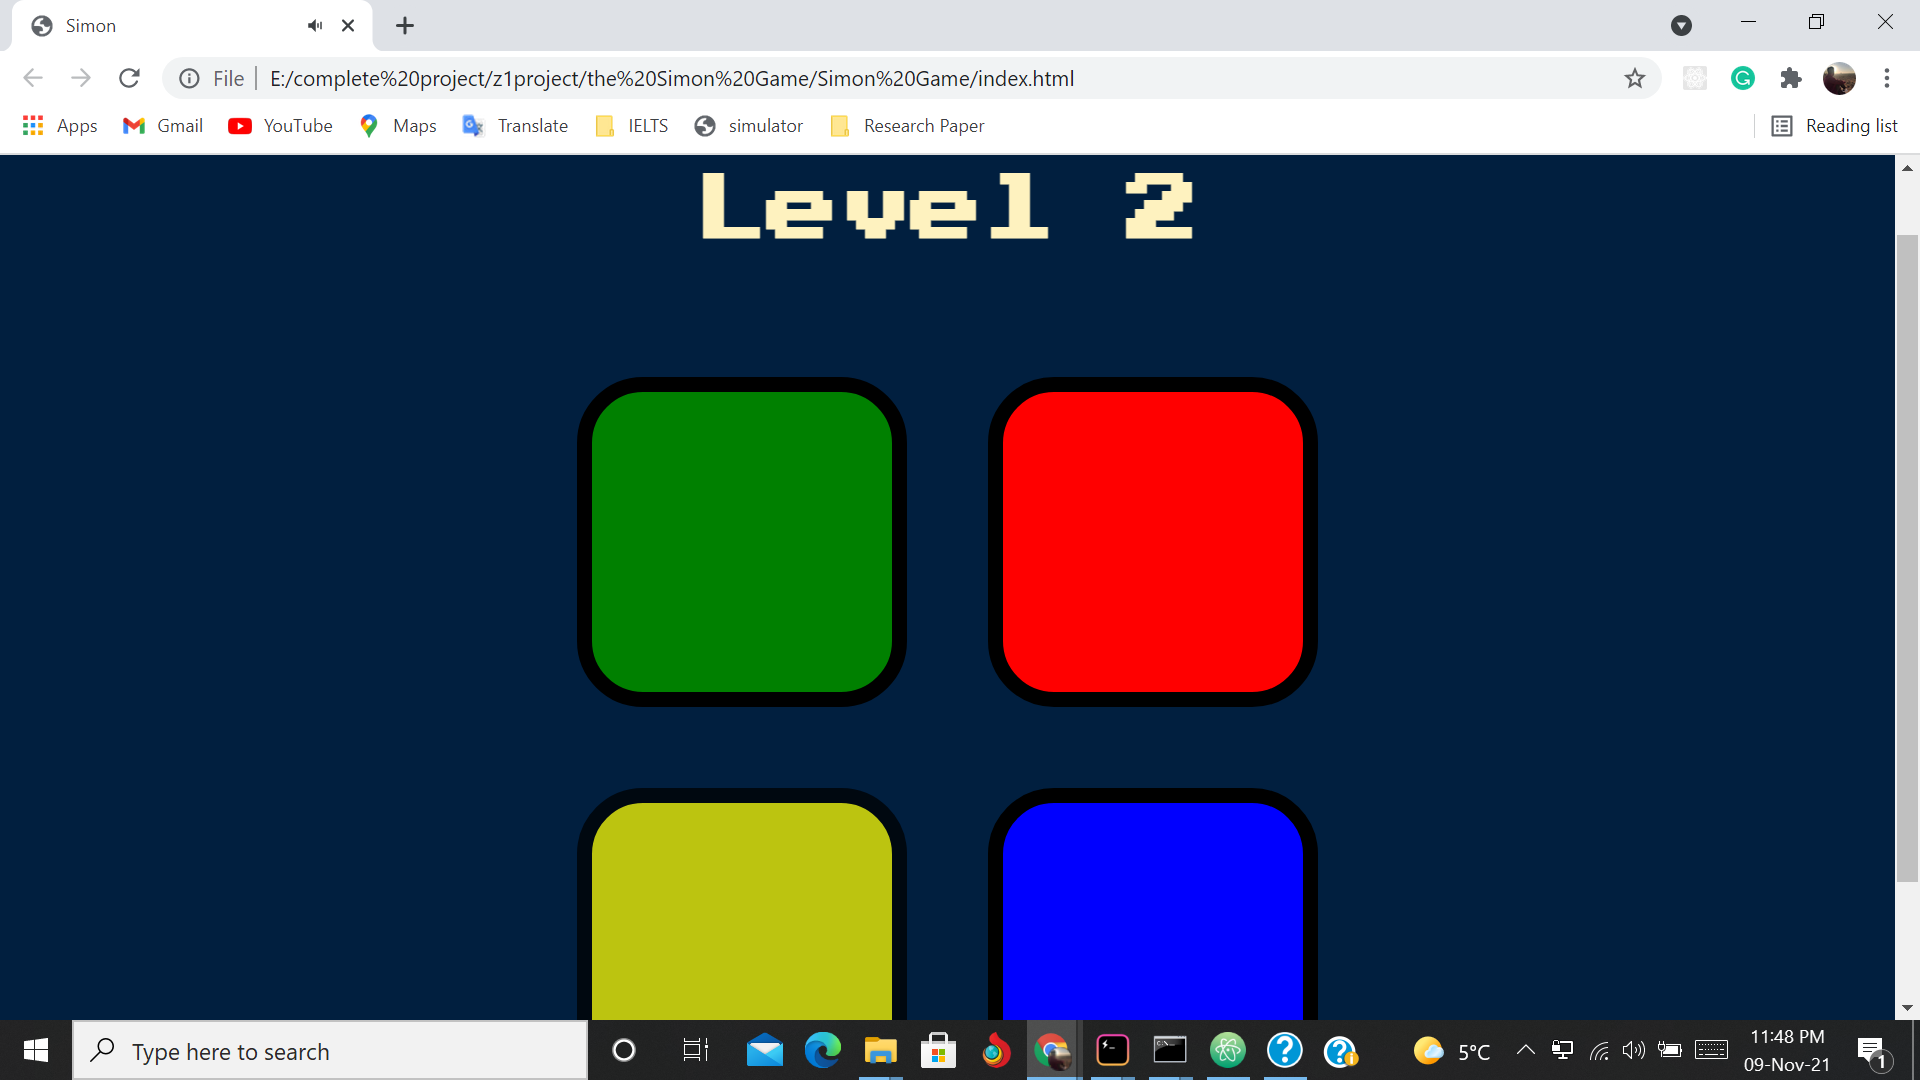 Simon
File
E:/complete%20project/z1project/the%20Simon%20Game/Simon%20Game/index.html
Apps
Gmail
YouTube
Maps
Translate
IELTS
simulator
Research Paper
Reading list
Level 2
Type here to search
5°C
11:48 PM
09-Nov-21
1